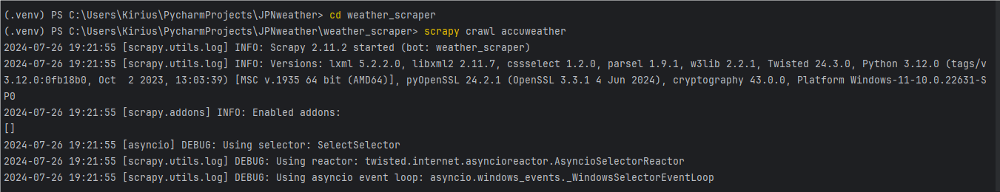 (.venv) PS C:\Users\Kirius\PycharmProjects\JPNweather> cd weather_scraper
(.venv) PS C:\Users\Kirius\PycharmProjects\JPNweather\weather_scraper> scrapy crawl accuweather
2024-07-26 19:21:55 [scrapy.utils.log] INFO: Scrapy 2.11.2 started (bot: weather_scraper)
2024-07-26 19:21:55 [scrapy.utils.log] INFO: Versions: lxml 5.2.2.0, libxml2 2.11.7, cssselect 1.2.0, parsel 1.9.1, w3lib 2.2.1, Twisted 24.3.0, Python 3.12.0 (tags/v
3.12.0:0fb18b0, Oct  2 2023, 13:03:39) [MSC v.1935 64 bit (AMD64)], pyOpenSSL 24.2.1 (OpenSSL 3.3.1 4 Jun 2024), cryptography 43.0.0, Platform Windows-11-10.0.22631-S
P0
2024-07-26 19:21:55 [scrapy.addons] INFO: Enabled addons:
[]
2024-07-26 19:21:55 [asyncio] DEBUG: Using selector: SelectSelector
2024-07-26 19:21:55 [scrapy.utils.log] DEBUG: Using reactor: twisted.internet.asyncioreactor.AsyncioSelectorReactor
2024-07-26 19:21:55 [scrapy.utils.log] DEBUG: Using asyncio event loop: asyncio.windows_events._WindowsSelectorEventLoop